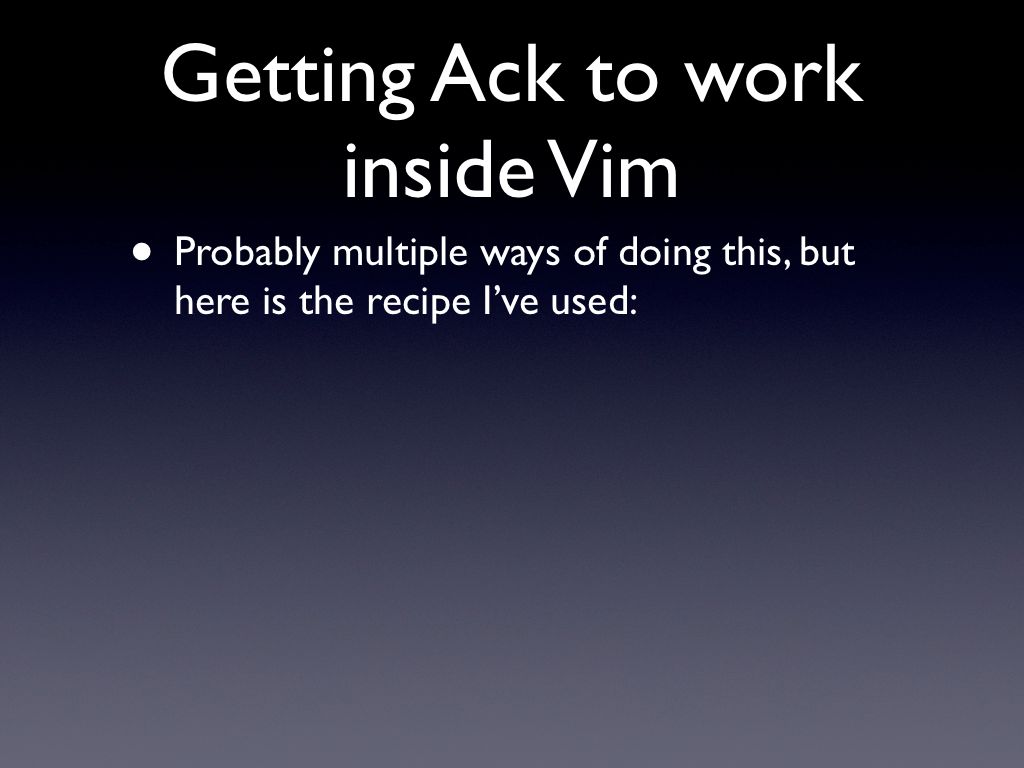 Getting Ack to work
inside Vim
• Probably multiple ways of doing this, but
here is the recipe I’ve used: